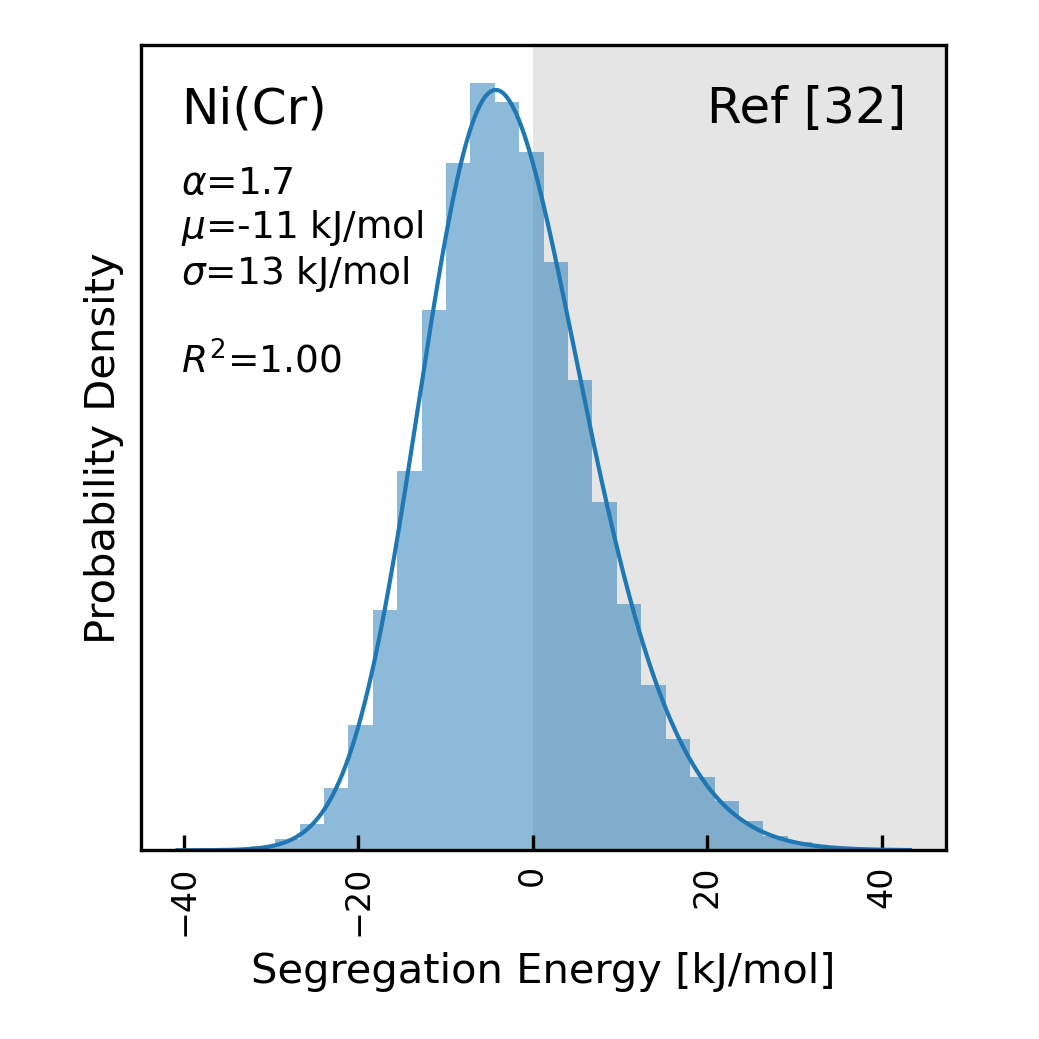 Ni(Cr)
Ref [32]
α=1.7
μ=-11 kJ/mol
σ=13 kJ/mol
R²=1.00
Probability Density
−40
−20
0
20
40
Segregation Energy [kJ/mol]